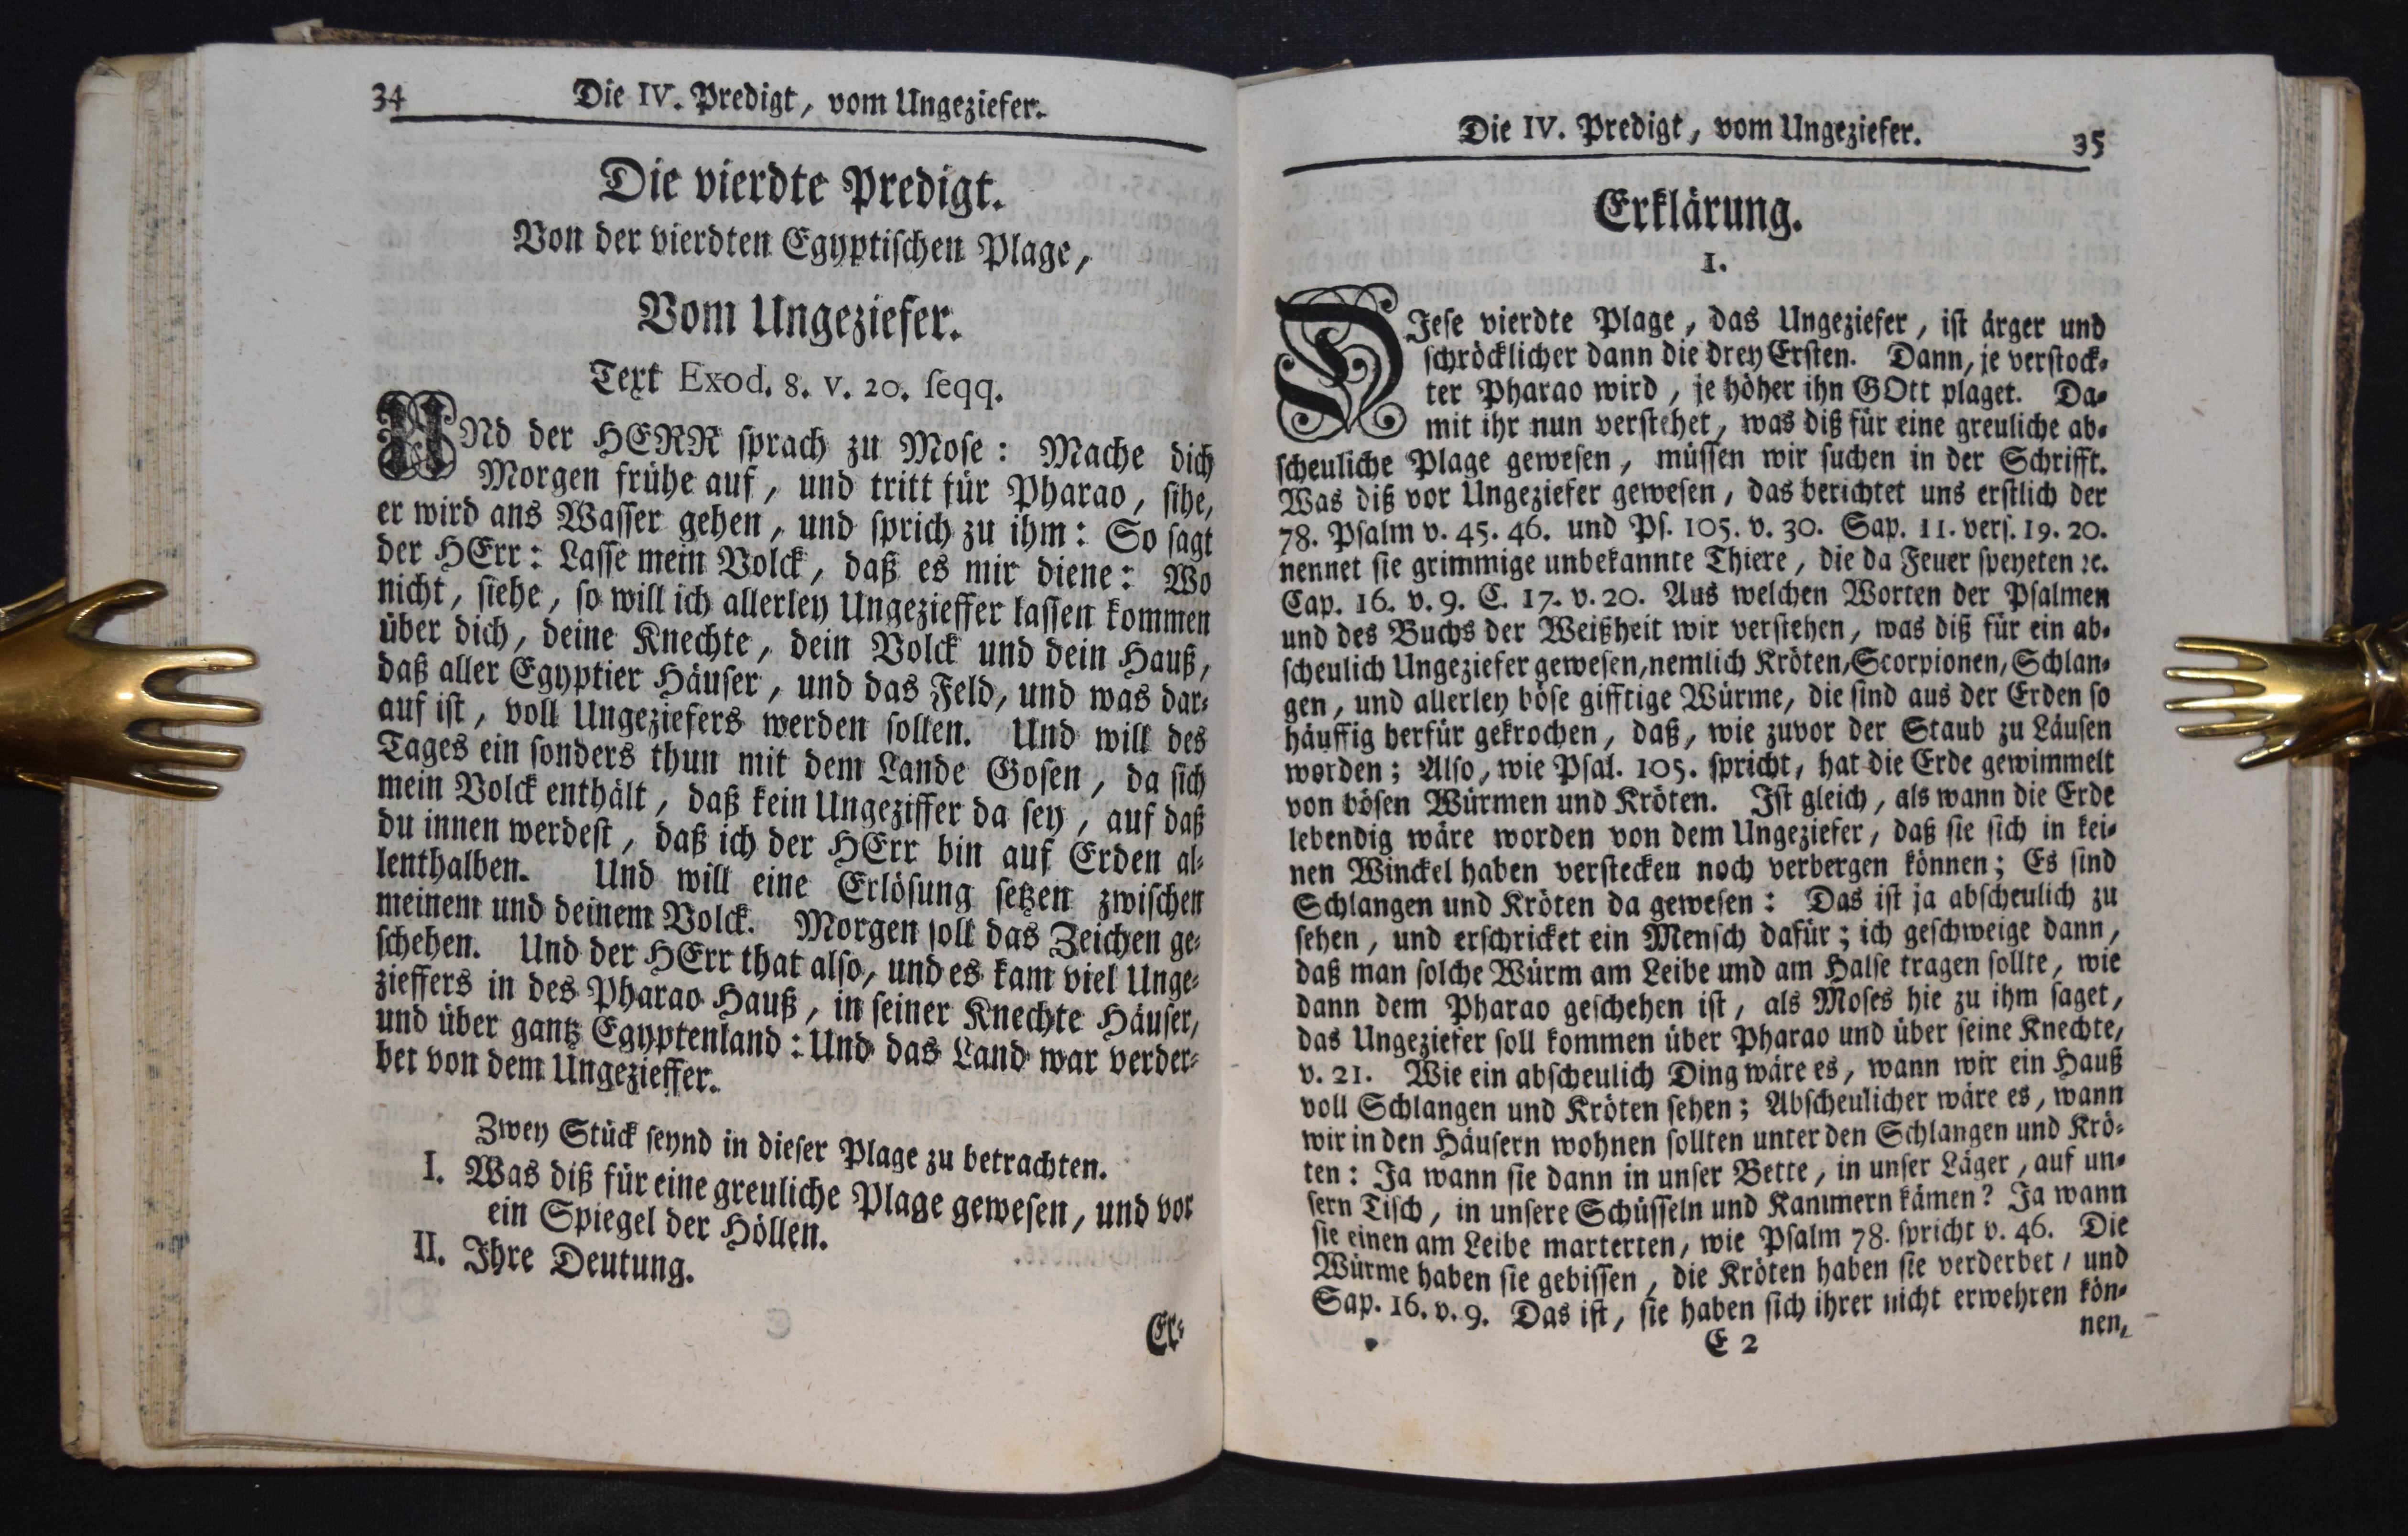 34 Die IV. Predigt, vom Ungeziefer.
Die vierdte Predigt.
Von der vierdten Egyptischen Plage,
Vom Ungeziefer.
Text Exod. 8. v. 20. seqq.
UNd der HERR sprach zu Mose: Mache dich
Morgen frühe auf, und tritt für Pharao, sihe,
er wird ans Wasser gehen, und sprich zu ihm: So sagt
der HErr: Lasse mein Volck, daß es mir diene: Wo
nicht, siehe, so will ich allerley Ungezieffer lassen kommen
über dich, deine Knechte, dein Volck und dein Hauß,
daß aller Egyptier Häuser, und das Feld, und was dar-
auf ist, voll Ungeziefers werden sollen. Und will des
Tages ein sonders thun mit dem Lande Gosen, da sich
mein Volck enthält, daß kein Ungeziffer da sey, auf daß
du innen werdest, daß ich der HErr bin auf Erden al-
lenthalben. Und will eine Erlösung setzen zwischen
meinem und deinem Volck. Morgen soll das Zeichen ge-
schehen. Und der HErr that also, und es kam viel Unge-
zieffers in des Pharao Hauß, in seiner Knechte Häuser,
und über gantz Egyptenland: Und das Land war verder-
bet von dem Ungezieffer.
Zwey Stück seynd in dieser Plage zu betrachten.
I. Was diß für eine greuliche Plage gewesen, und vor
ein Spiegel der Höllen.
II. Ihre Deutung.
Er-
Die IV. Predigt, vom Ungeziefer. 35
Erklärung.
I.
DIese vierdte Plage, das Ungeziefer, ist ärger und
schröcklicher dann die drey Ersten. Dann, je verstock-
ter Pharao wird, je höher ihn GOtt plaget. Da-
mit ihr nun verstehet, was diß für eine greuliche ab-
scheuliche Plage gewesen, müssen wir suchen in der Schrifft.
Was diß vor Ungeziefer gewesen, das berichtet uns erstlich der
78. Psalm v. 45. 46. und Ps. 105. v. 30. Sap. 11. vers. 19. 20.
nennet sie grimmige unbekannte Thiere, die da Feuer speyeten ꝛc.
Cap. 16. v. 9. C. 17. v. 20. Aus welchen Worten der Psalmen
und des Buchs der Weißheit wir verstehen, was diß für ein ab-
scheulich Ungeziefer gewesen, nemlich Kröten, Scorpionen, Schlan-
gen, und allerley böse gifftige Würme, die sind aus der Erden so
häuffig herfür gekrochen, daß, wie zuvor der Staub zu Läusen
worden; Also, wie Psal. 105. spricht, hat die Erde gewimmelt
von bösen Würmen und Kröten. Ist gleich, als wann die Erde
lebendig wäre worden von dem Ungeziefer, daß sie sich in kei-
nen Winckel haben verstecken noch verbergen können; Es sind
Schlangen und Kröten da gewesen: Das ist ja abscheulich zu
sehen, und erschricket ein Mensch dafür; ich geschweige dann,
daß man solche Würm am Leibe und am Halse tragen sollte, wie
dann dem Pharao geschehen ist, als Moses hie zu ihm saget,
das Ungeziefer soll kommen über Pharao und über seine Knechte,
v. 21. Wie ein abscheulich Ding wäre es, wann wir ein Hauß
voll Schlangen und Kröten sehen; Abscheulicher wäre es, wann
wir in den Häusern wohnen sollten unter den Schlangen und Krö-
ten: Ja wann sie dann in unser Bette, in unser Läger, auf un-
sern Tisch, in unsere Schüsseln und Kammern kämen? Ja wann
sie einen am Leibe marterten, wie Psalm 78. spricht v. 46. Die
Würme haben sie gebissen, die Kröten haben sie verderbet, und
Sap. 16. v. 9. Das ist, sie haben sich ihrer nicht erwehren kön-
E 2 nen,